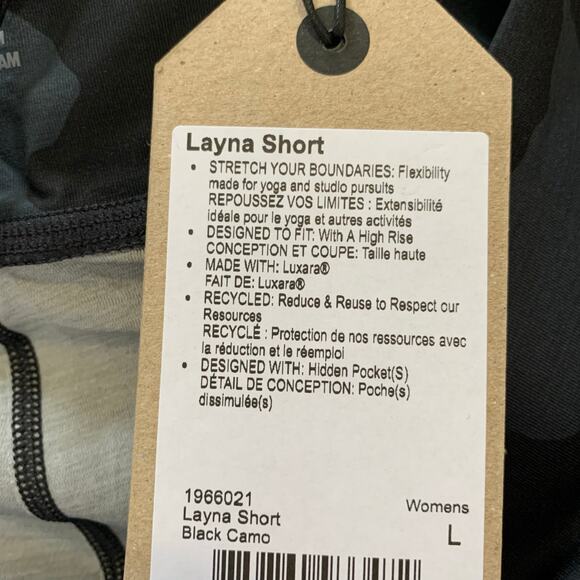 AM
Layna Short
• STRETCH YOUR BOUNDARIES: Flexibility
made for yoga and studio pursuits
REPOUSSEZ VOS LIMITES : Extensibilité
idéale pour le yoga et autres activités
• DESIGNED TO FIT: With A High Rise
CONCEPTION ET COUPE: Taille haute
• MADE WITH: Luxara®
FAIT DE: Luxara®
• RECYCLED: Reduce & Reuse to Respect our
Resources
RECYCLÉ : Protection de nos ressources avec
la réduction et le réemploi
• DESIGNED WITH: Hidden Pocket(S)
DÉTAIL DE CONCEPTION: Poche(s)
dissimulée(s)
1966021
Layna Short
Black Camo
Womens
L